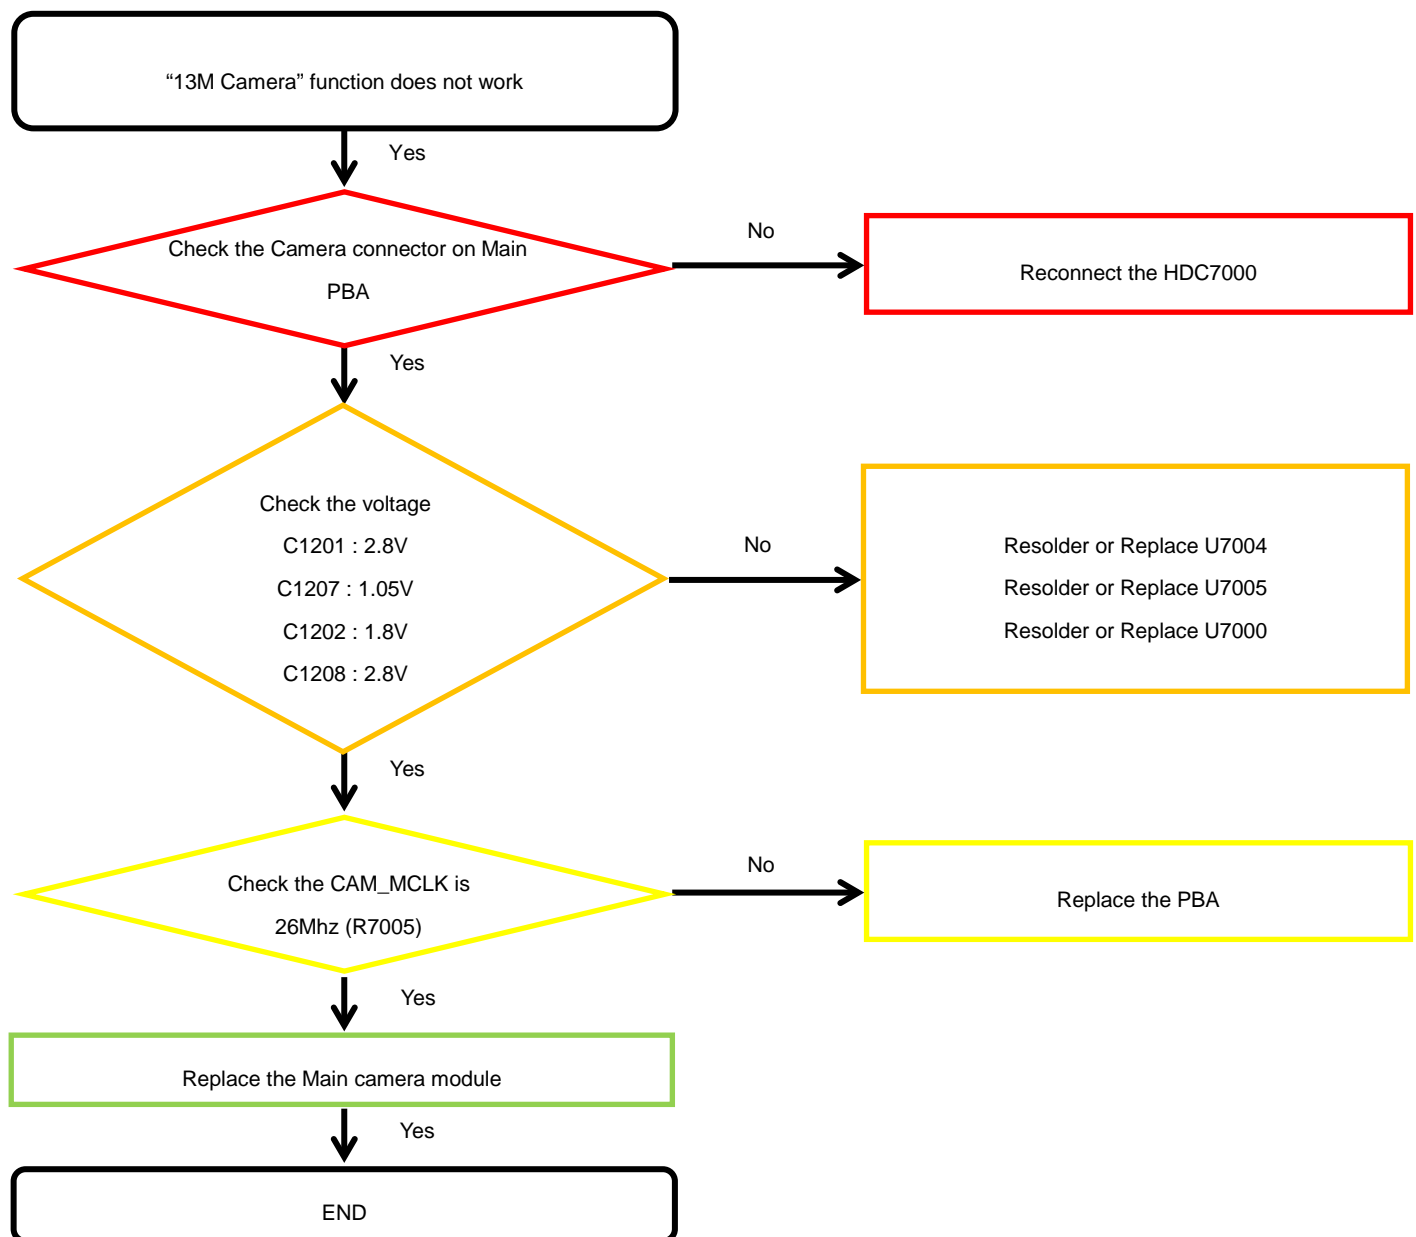 “13M Camera” function does not work
Yes
Check the Camera connector on Main
PBA
No
Reconnect the HDC7000
Yes
Check the voltage
C1201 : 2.8V
C1207 : 1.05V
C1202 : 1.8V
C1208 : 2.8V
No
Resolder or Replace U7004
Resolder or Replace U7005
Resolder or Replace U7000
Yes
Check the CAM_MCLK is
26Mhz (R7005)
No
Replace the PBA
Yes
Replace the Main camera module
Yes
END